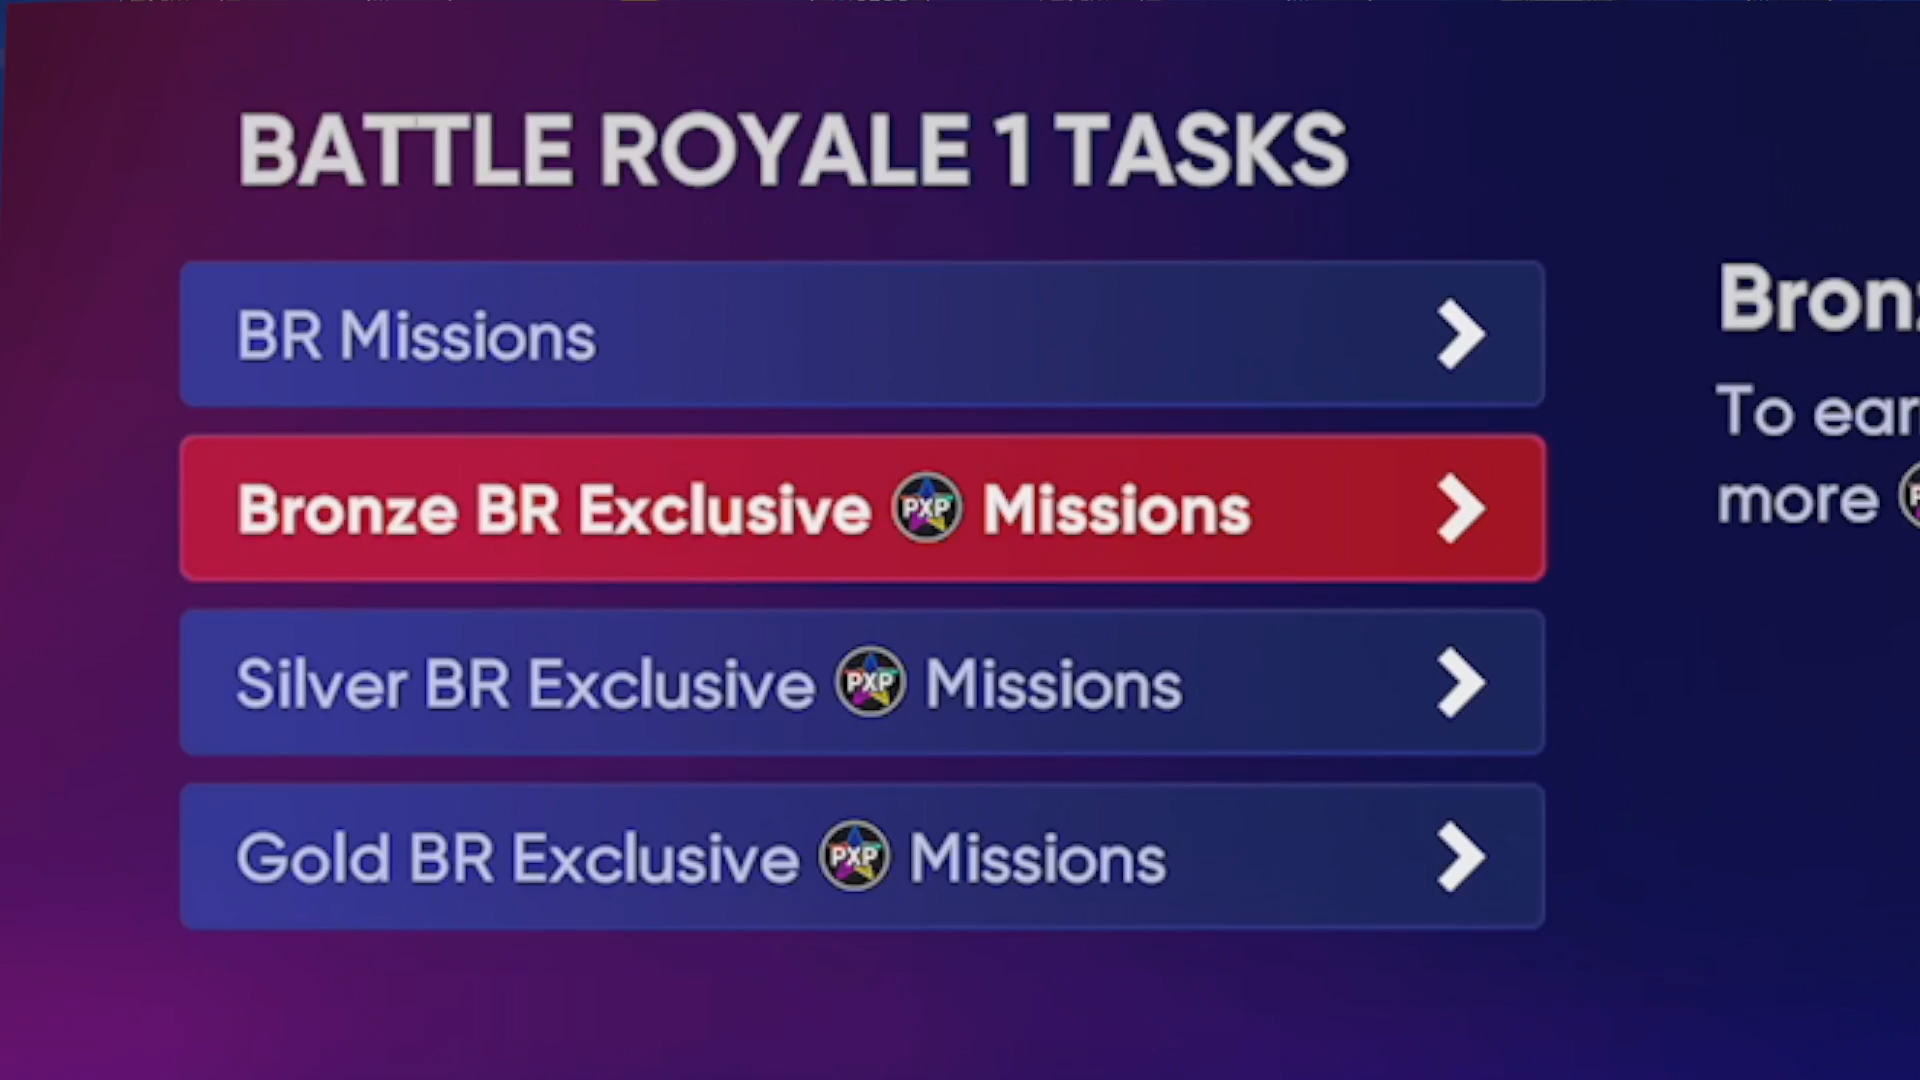 BATTLE ROYALE 1 TASKS
BR Missions
Bronze BR Exclusive PXP Missions
Silver BR Exclusive PXP Missions
Gold BR Exclusive PXP Missions
Bron
To ear
more